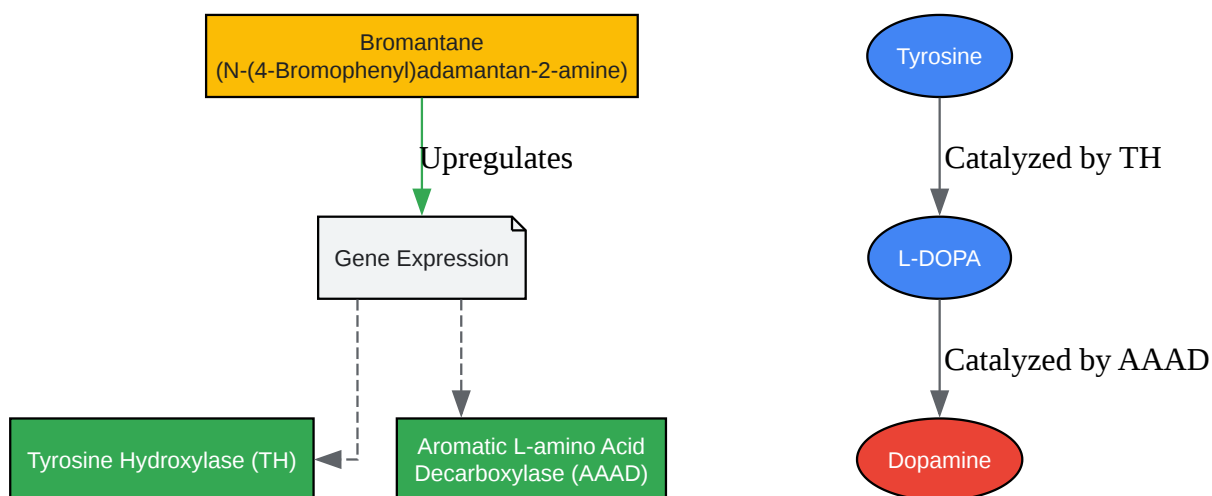 Bromantane
(N-(4-Bromophenyl)adamantan-2-amine)
Upregulates
Gene Expression
Tyrosine Hydroxylase (TH)
Aromatic L-amino Acid
Decarboxylase (AAAD)
Tyrosine
Catalyzed by TH
L-DOPA
Catalyzed by AAAD
Dopamine